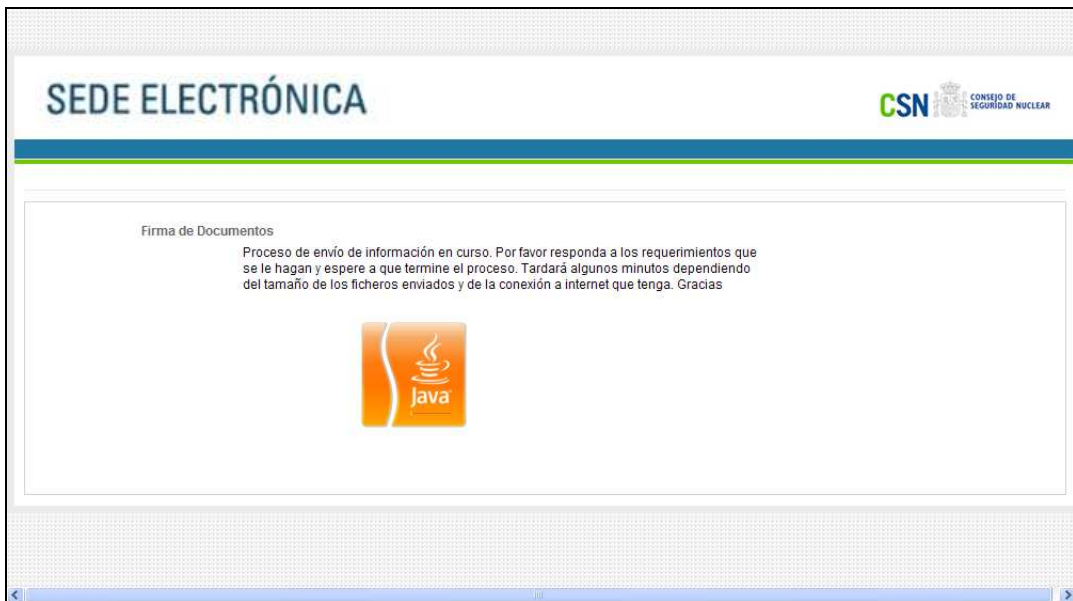 SEDE ELECTRÓNICA
CSN
CONSEJO DE
SEGURIDAD NUCLEAR
Firma de Documentos
Proceso de envío de información en curso. Por favor responda a los requerimientos que
se le hagan y espere a que termine el proceso. Tardará algunos minutos dependiendo
del tamaño de los ficheros enviados y de la conexión a internet que tenga. Gracias
Java